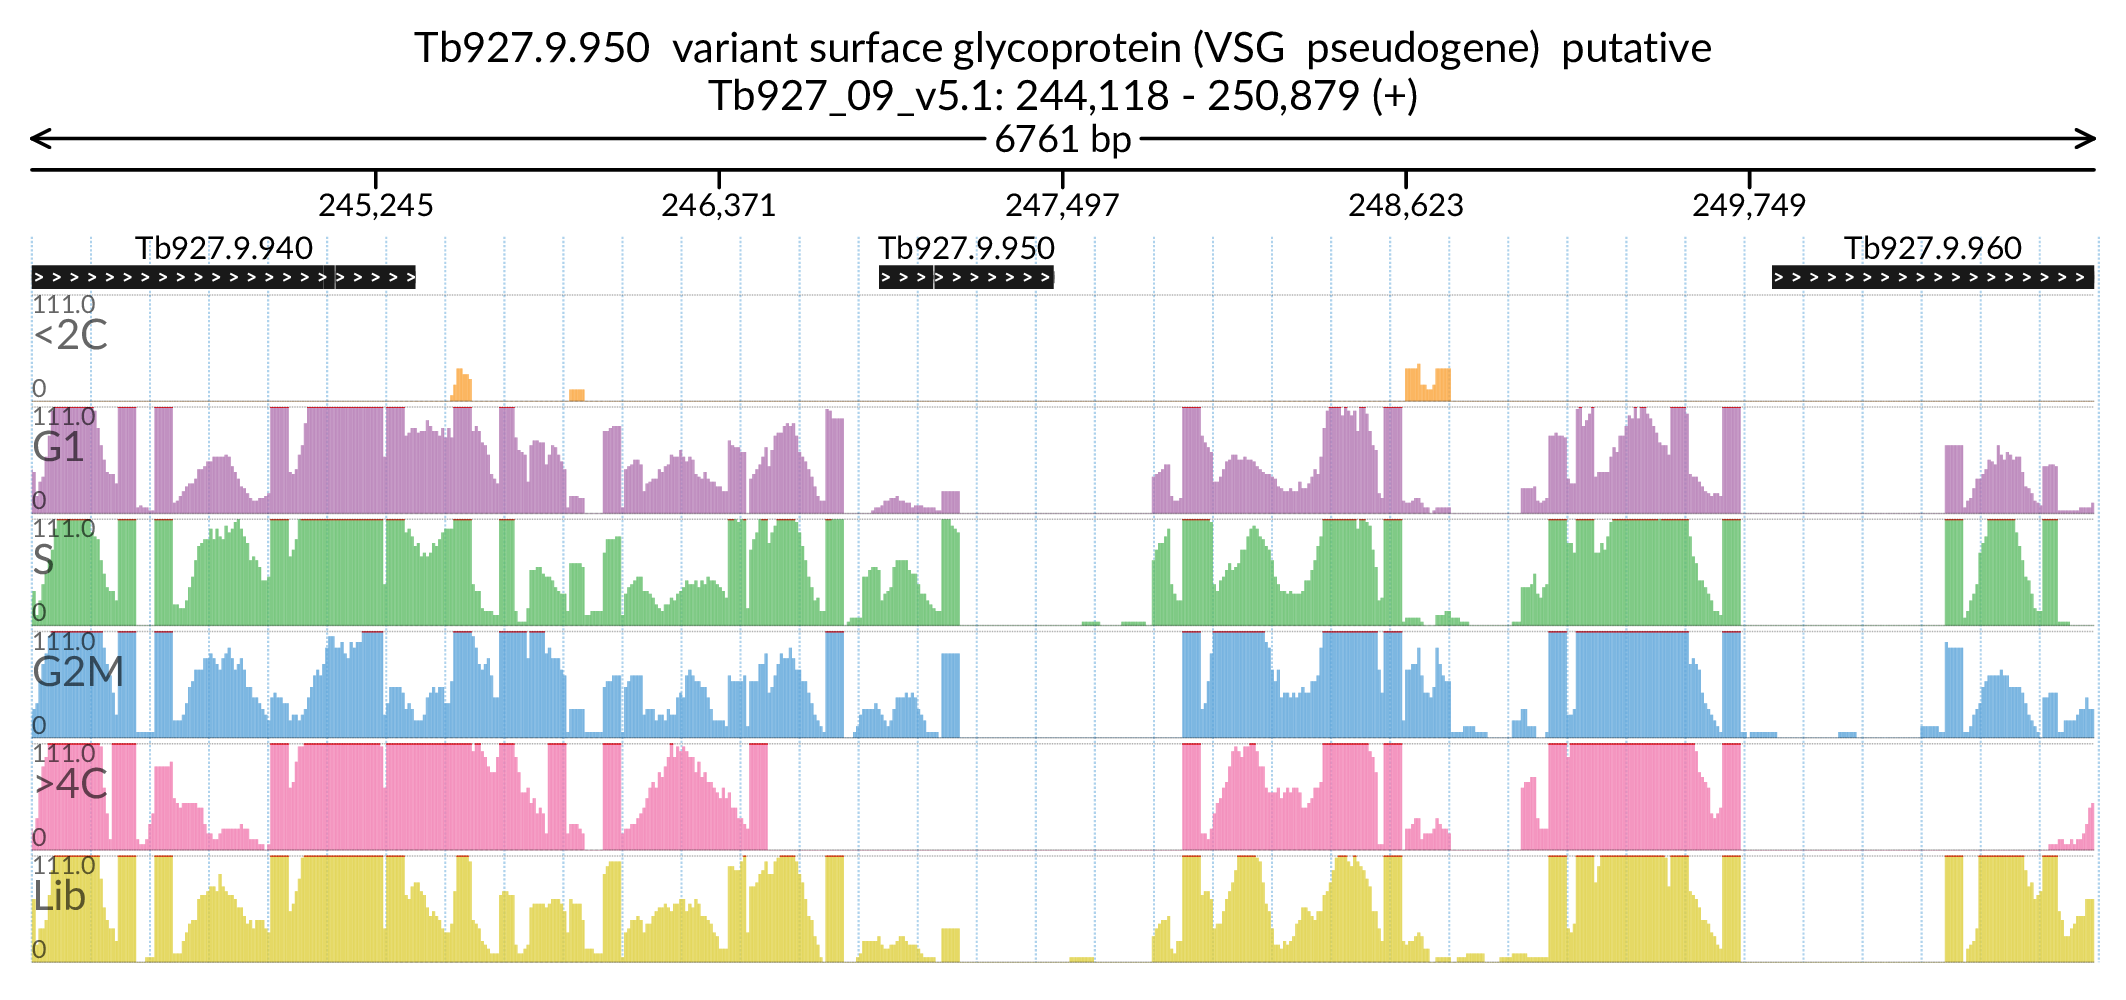 Tb927.9.950 variant surface glycoprotein (VSG pseudogene) putative
Tb927_09_v5.1: 244,118 - 250,879 (+)
6761 bp
245,245 246,371 247,497 248,623 249,749
Tb927.9.940 Tb927.9.950 Tb927.9.960
111.0
<2C
0
111.0
G1
0
111.0
S
0
111.0
G2M
0
111.0
>4C
0
111.0
Lib
0